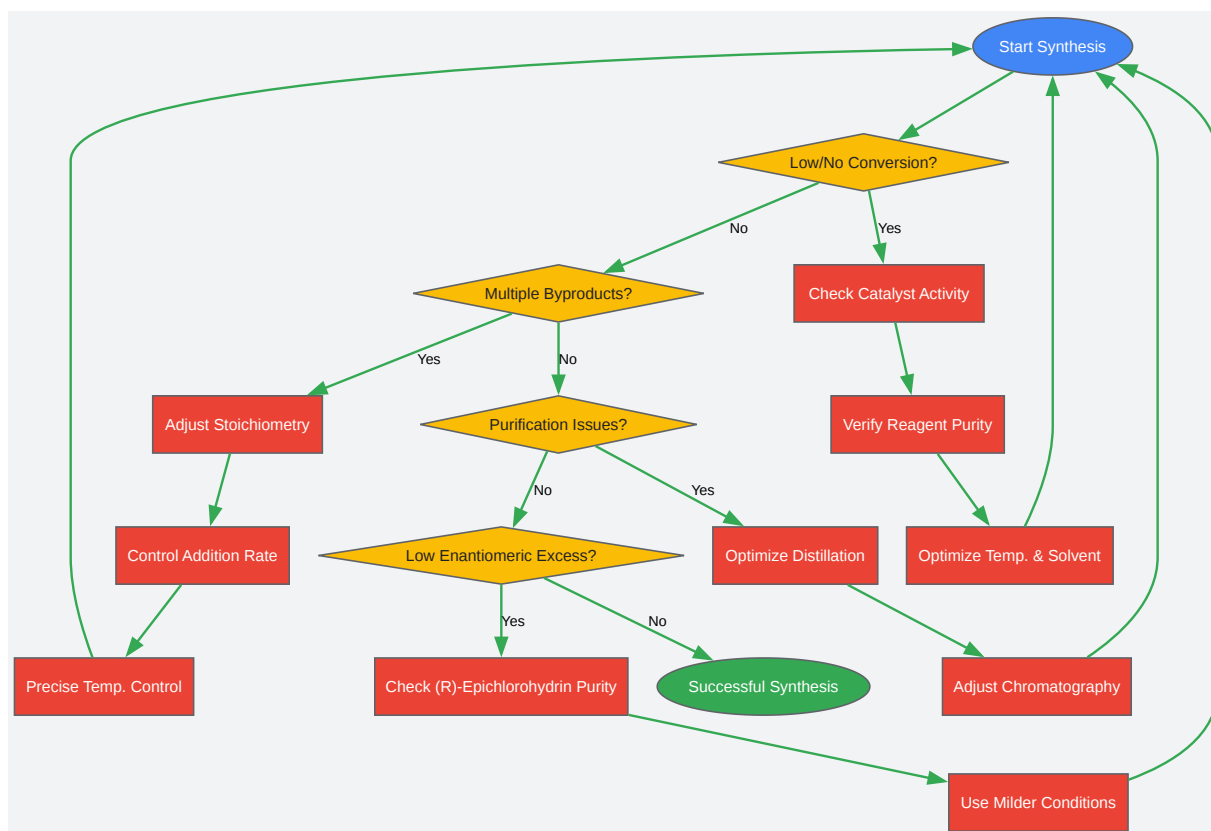 Start Synthesis
Low/No Conversion?
No
Yes
Multiple Byproducts?
Check Catalyst Activity
Yes
No
Adjust Stoichiometry
Purification Issues?
Verify Reagent Purity
No
Yes
Control Addition Rate
Low Enantiomeric Excess?
Optimize Distillation
Optimize Temp. & Solvent
Yes
No
Precise Temp. Control
Check (R)-Epichlorohydrin Purity
Successful Synthesis
Adjust Chromatography
Use Milder Conditions